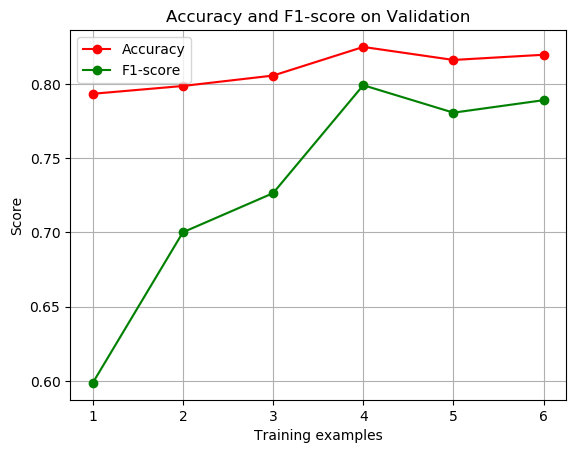 Accuracy and F1-score on Validation
Accuracy
F1-score
0.80
0.75
0.70
0.65
0.60
Score
1 2 3 4 5 6
Training examples